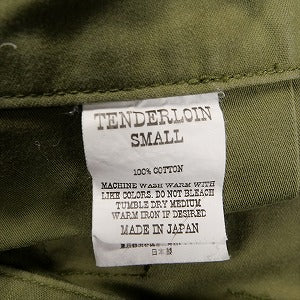 TENDERLOIN
SMALL
100% COTTON
MACHINE WASH WARM WITH
LIKE COLORS. DO NOT BLEACH
TUMBLE DRY MEDIUM
WARM IRON IF DESIRED
MADE IN JAPAN
日本製